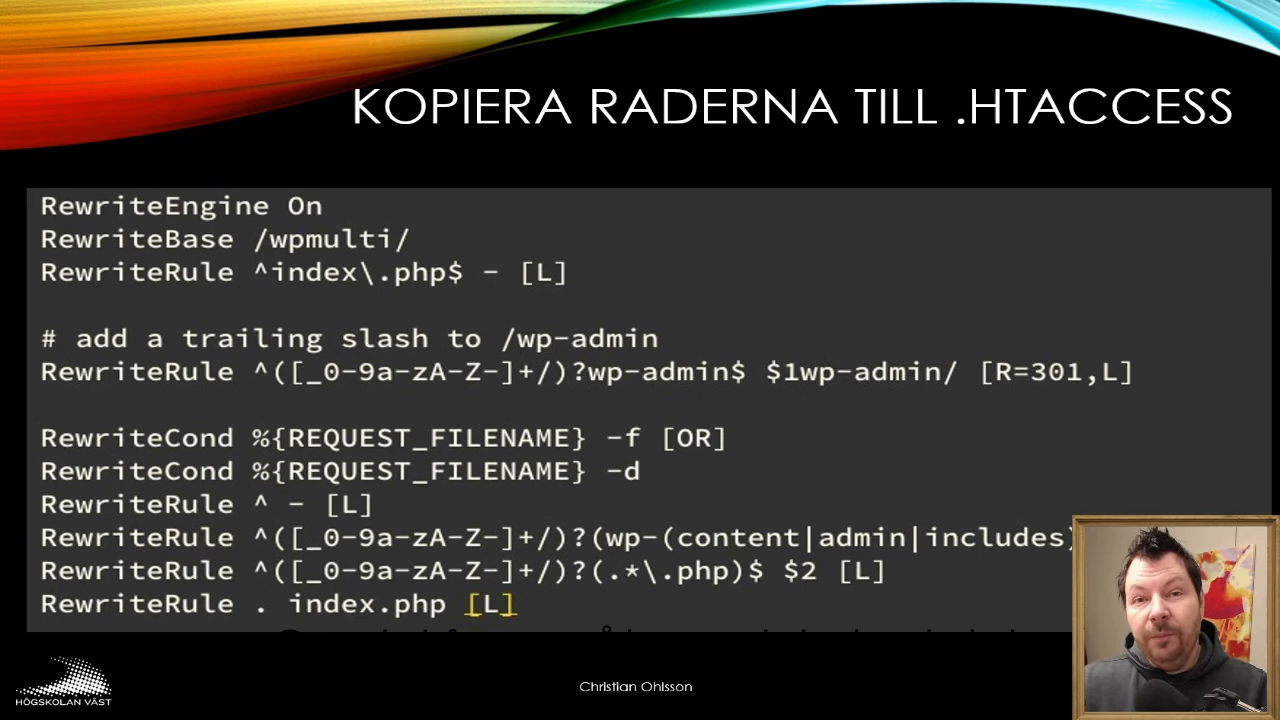 KOPIERA RADERNA TILL .HTACCESS
RewriteEngine On
RewriteBase /wpmulti/
RewriteRule ^index\.php$ - [L]
# add a trailing slash to /wp-admin
RewriteRule ^([_0-9a-zA-Z-]+/)?wp-admin$ $1wp-admin/ [R=301,L]
RewriteCond %{REQUEST_FILENAME} -f [OR]
RewriteCond %{REQUEST_FILENAME} -d
RewriteRule ^ - [L]
RewriteRule ^([_0-9a-zA-Z-]+/)?(wp-(content|admin|includes)
RewriteRule ^([_0-9a-zA-Z-]+/)?(.*\.php)$ $2 [L]
RewriteRule . index.php [L]
HÖGSKOLAN VÄST
Christian Ohlsson